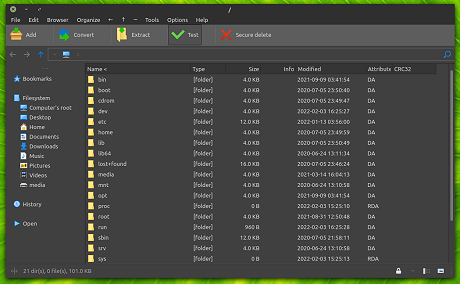 /
File Edit Browser Organize ← ↑ → Tools Options Help
Add Convert Extract Test Secure delete
Bookmarks
Filesystem
Computer's root
Desktop
Home
Documents
Downloads
Music
Pictures
Videos
media
History
Open
Name < Type Size Info Modified Attributes CRC32
bin [folder] 4.0 KB 2021-09-09 03:41:54 DA
boot [folder] 4.0 KB 2020-07-05 23:50:40 DA
cdrom [folder] 4.0 KB 2020-07-05 23:49:47 DA
dev [folder] 4.0 KB 2022-02-03 16:25:27 DA
etc [folder] 12.0 KB 2022-01-13 03:56:00 DA
home [folder] 4.0 KB 2020-07-05 23:49:59 DA
lib [folder] 4.0 KB 2020-07-05 23:50:49 DA
lib64 [folder] 4.0 KB 2020-06-24 13:11:34 DA
lost+found [folder] 16.0 KB 2020-07-05 23:46:24 DA
media [folder] 4.0 KB 2021-03-14 16:04:13 DA
mnt [folder] 4.0 KB 2020-06-24 13:10:58 DA
opt [folder] 4.0 KB 2021-09-09 03:41:54 DA
proc [folder] 0 B 2022-02-03 15:25:10 RDA
root [folder] 4.0 KB 2021-08-31 12:50:48 DA
run [folder] 960 B 2022-02-03 16:25:28 DA
sbin [folder] 12.0 KB 2020-07-05 21:58:11 DA
srv [folder] 4.0 KB 2020-06-24 13:10:58 DA
sys [folder] 0 B 2022-02-03 15:25:13 RDA
21 dir(s), 0 file(s), 101.0 KB